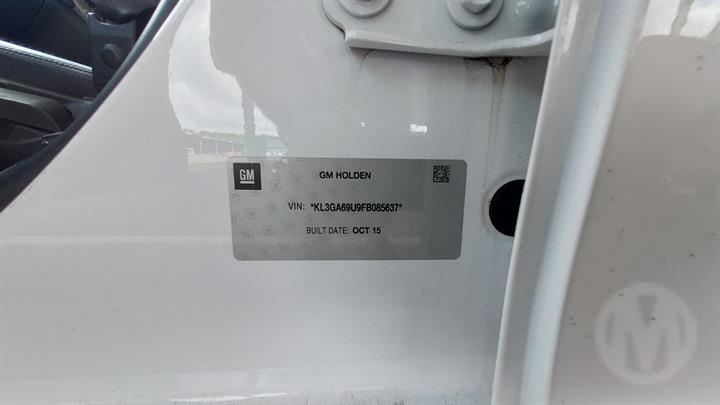 GM
GM HOLDEN
VIN: *KL3GA69U9FB085637*
BUILT DATE: OCT 15
M